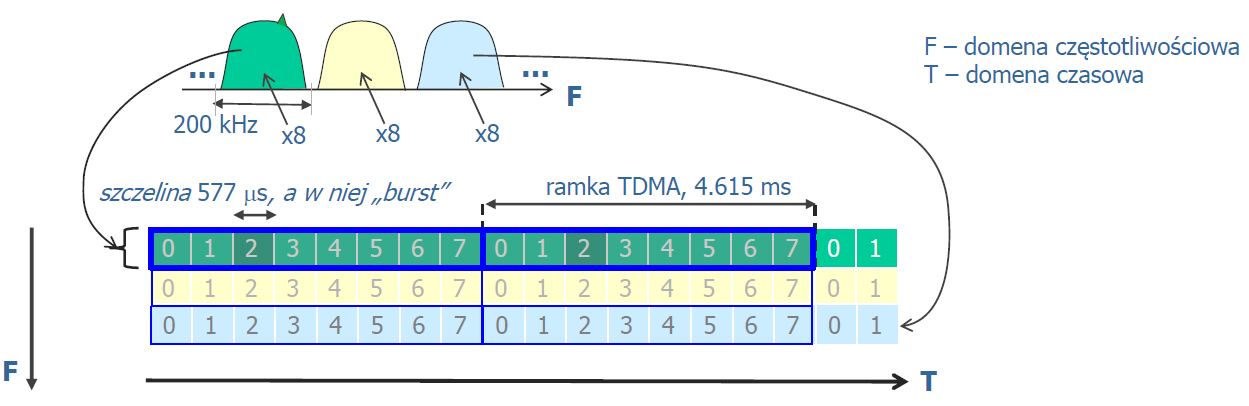 F – domena częstotliwościowa
T – domena czasowa
... ...
F
200 kHz
x8 x8 x8
szczelina 577 μs, a w niej „burst”
ramka TDMA, 4.615 ms
0 1 2 3 4 5 6 7 0 1 2 3 4 5 6 7 0 1
0 1 2 3 4 5 6 7 0 1 2 3 4 5 6 7 0 1
0 1 2 3 4 5 6 7 0 1 2 3 4 5 6 7 0 1
F
T